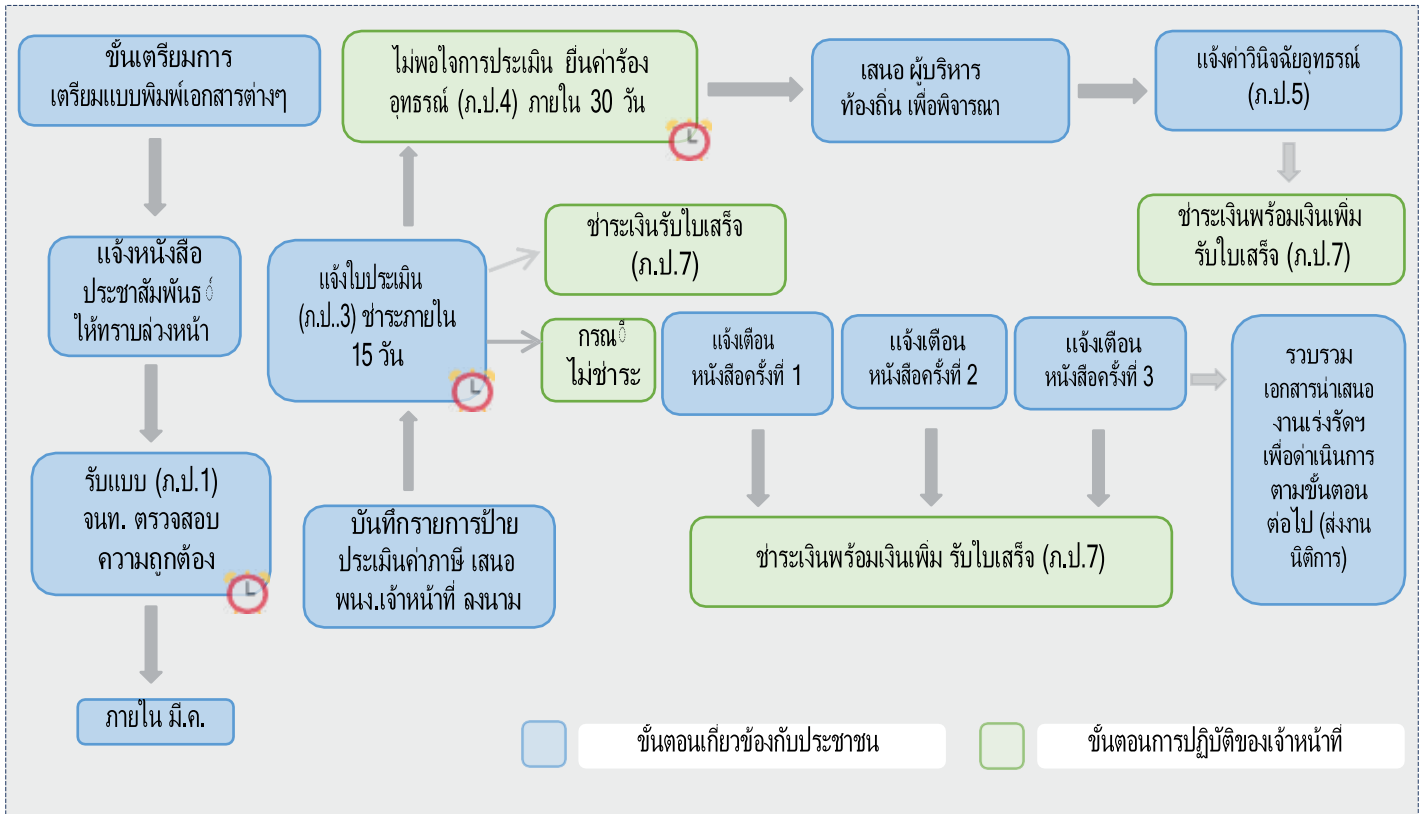 ขั้นเตรียมการ
เตรียมแบบพิมพ์เอกสารต่างๆ
ไม่พอใจการประเมิน ยื่นค่าร้อง
อุทธรณ์ (ภ.ป.4) ภายใน 30 วัน
เสนอ ผู้บริหาร
ท้องถิ่น เพื่อพิจารณา
แจ้งค่าวินิจฉัยอุทธรณ์
(ภ.ป.5)
ช่าระเงินพร้อมเงินเพิ่ม
รับใบเสร็จ (ภ.ป.7)
แจ้งหนังสือ
ประชาสัมพันธ์
ให้ทราบล่วงหน้า
แจ้งใบประเมิน
(ภ.ป..3) ช่าระภายใน
15 วัน
ช่าระเงินรับใบเสร็จ
(ภ.ป.7)
กรณี
ไม่ช่าระ
แจ้งเตือน
หนังสือครั้งที่ 1
แจ้งเตือน
หนังสือครั้งที่ 2
แจ้งเตือน
หนังสือครั้งที่ 3
รวบรวม
เอกสารน่าเสนอ
งานเร่งรัดฯ
เพื่อด่าเนินการ
ตามขั้นตอน
ต่อไป (ส่งงาน
นิติการ)
รับแบบ (ภ.ป.1)
จนท. ตรวจสอบ
ความถูกต้อง
บันทึกรายการป้าย
ประเมินค่าภาษี เสนอ
พนง.เจ้าหน้าที่ ลงนาม
ช่าระเงินพร้อมเงินเพิ่ม รับใบเสร็จ (ภ.ป.7)
ภายใน มี.ค.
ขั้นตอนเกี่ยวข้องกับประชาชน
ขั้นตอนการปฏิบัติของเจ้าหน้าที่